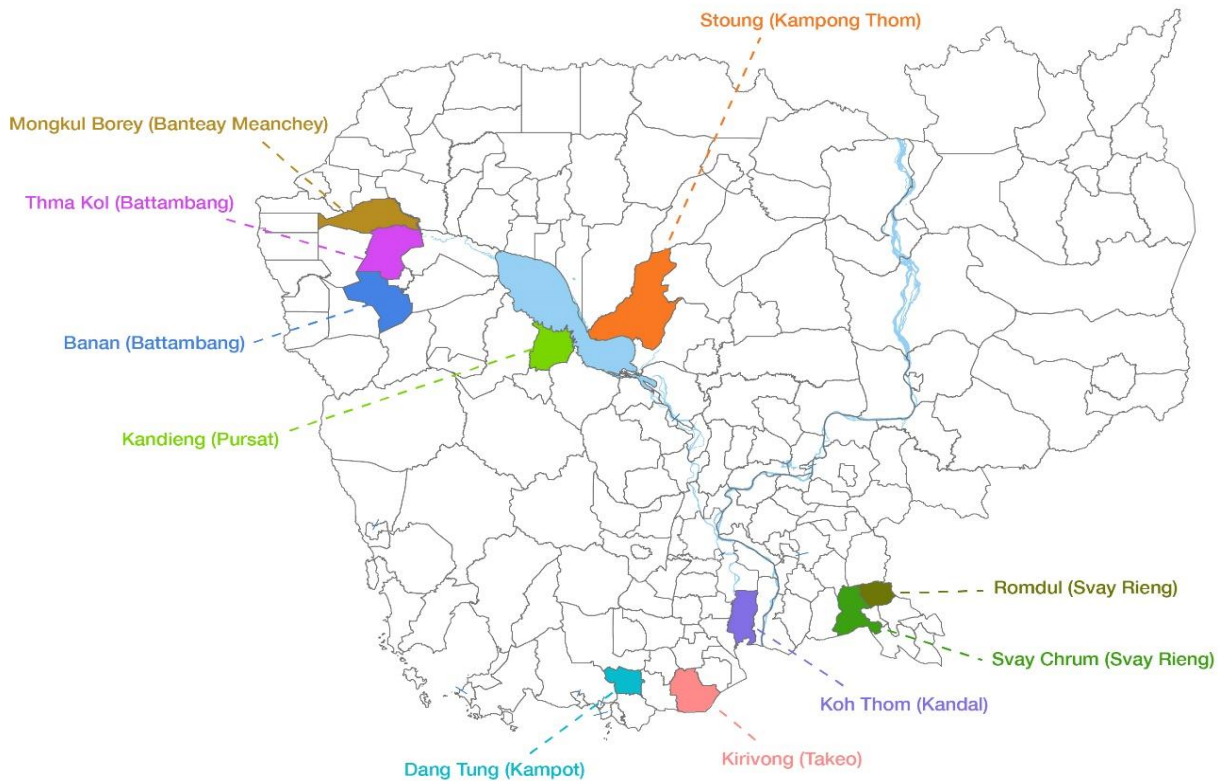 Stoung (Kampong Thom)
Mongkul Borey (Banteay Meanchey)
Thma Kol (Battambang)
Banan (Battambang)
Kandieng (Pursat)
Romdul (Svay Rieng)
Svay Chrum (Svay Rieng)
Koh Thom (Kandal)
Kirivong (Takeo)
Dang Tung (Kampot)